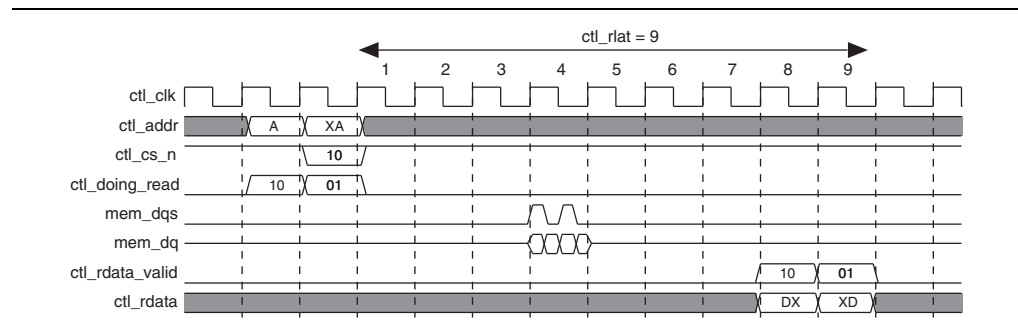 ctl_rlat = 9
1 2 3 4 5 6 7 8 9
ctl_clk
ctl_addr A XA
ctl_cs_n 10
ctl_doing_read 10 01
mem_dqs
mem_dq
ctl_rdata_valid 10 01
ctl_rdata DX XD